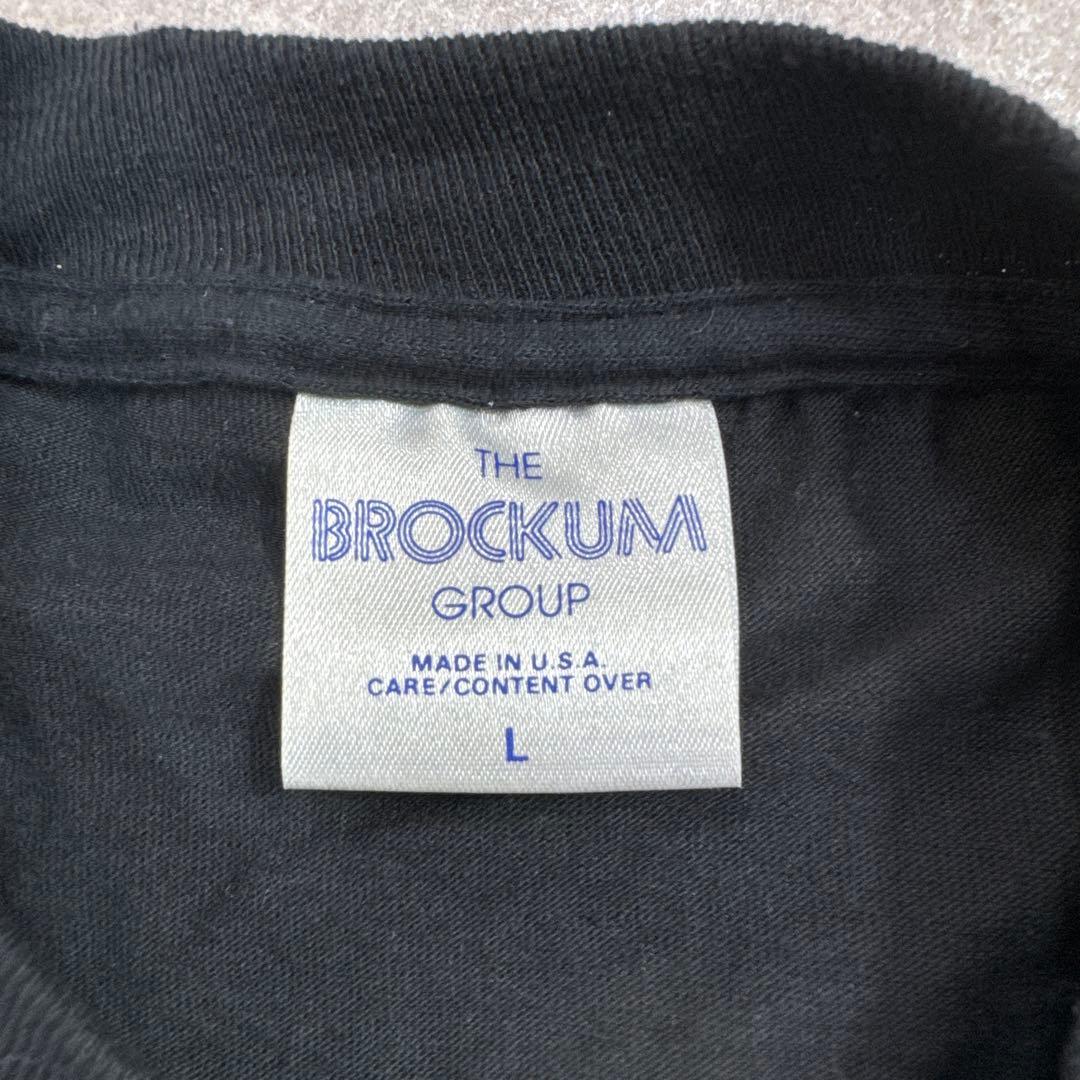 THE
BROCKUM
GROUP
MADE IN U.S.A.
CARE/CONTENT OVER
L